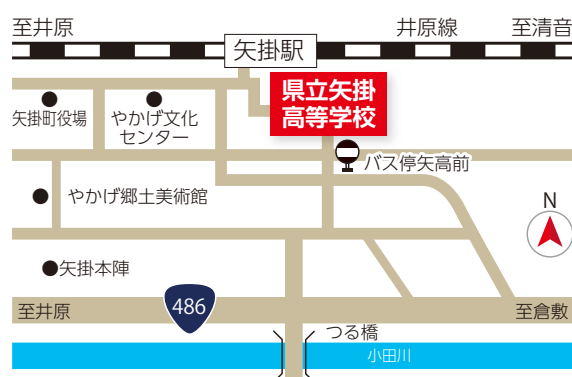 至井原
井原線
至清音
矢掛駅
県立矢掛
高等学校
矢掛町役場
やかげ文化
センター
バス停矢高前
やかげ郷土美術館
N
矢掛本陣
486
至井原
至倉敷
つる橋
小田川